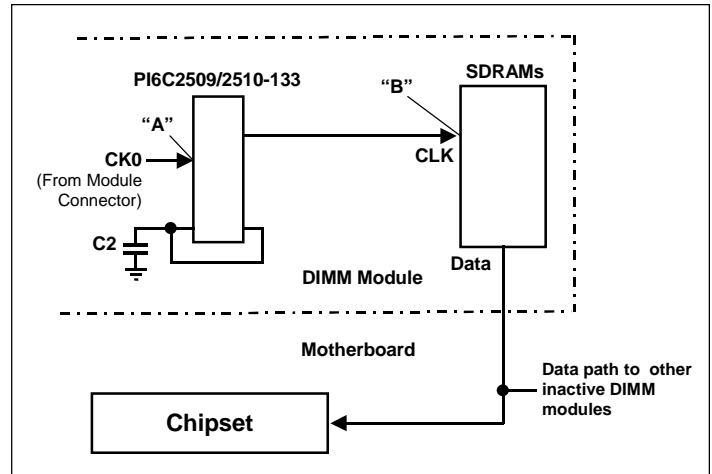 PI6C2509/2510-133
SDRAMs
“A”
“B”
CK0
(From Module
Connector)
CLK
C2
DIMM Module
Data
Motherboard
Data path to other
inactive DIMM
modules
Chipset